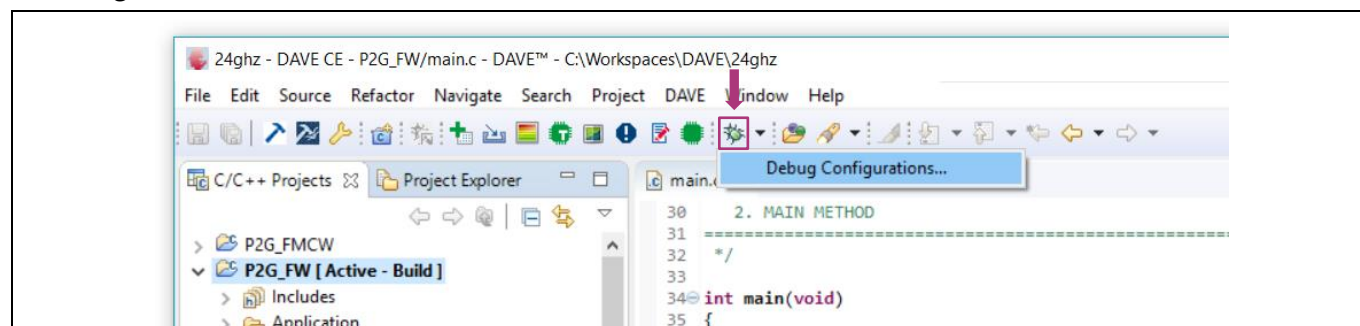 24ghz - DAVE CE - P2G_FW/main.c - DAVE™ - C:\Workspaces\DAVE\24ghz
File Edit Source Refactor Navigate Search Project DAVE Window Help
Debug Configurations...
C/C++ Projects Project Explorer
P2G_FMCW
P2G_FW [ Active - Build ]
Includes
Application
main.
30 2. MAIN METHOD
31 ==================================================================
32 */
33
34 int main(void)
35 {